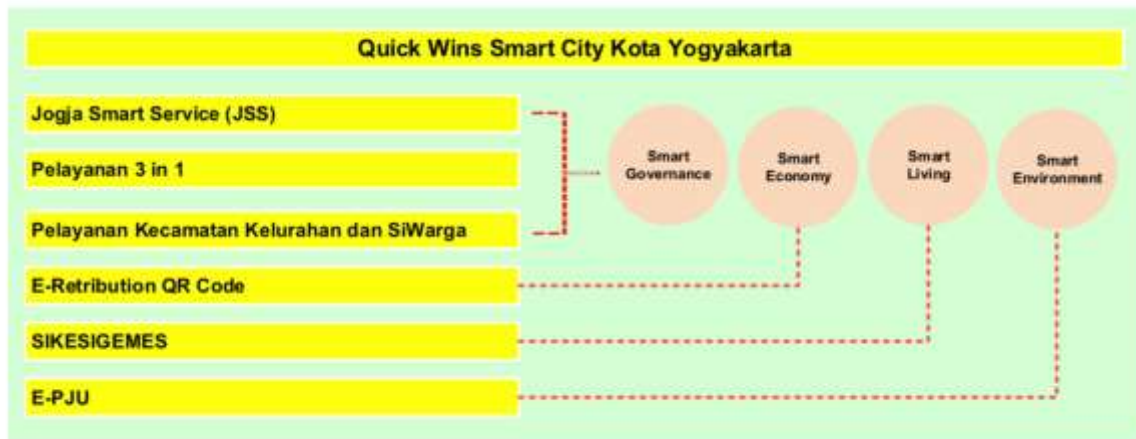 Quick Wins Smart City Kota Yogyakarta
Jogja Smart Service (JSS)
Pelayanan 3 in 1
Pelayanan Kecamatan Kelurahan dan SiWarga
E-Retribution QR Code
SIKESIGEMES
E-PJU
Smart
Governance
Smart
Economy
Smart
Living
Smart
Environment